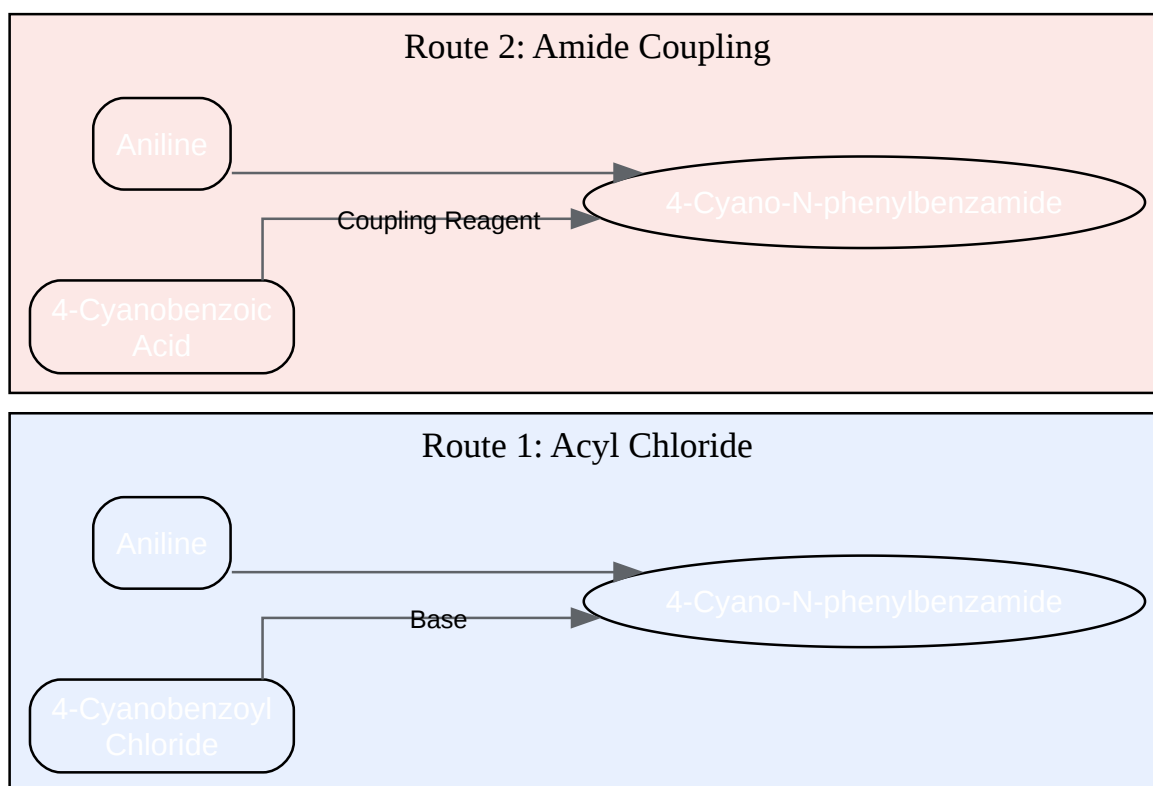 Route 2: Amide Coupling
Aniline
4-Cyano-N-phenylbenzamide
Coupling Reagent
4-Cyanobenzoic
Acid
Route 1: Acyl Chloride
Aniline
4-Cyano-N-phenylbenzamide
Base
4-Cyanobenzoyl
Chloride